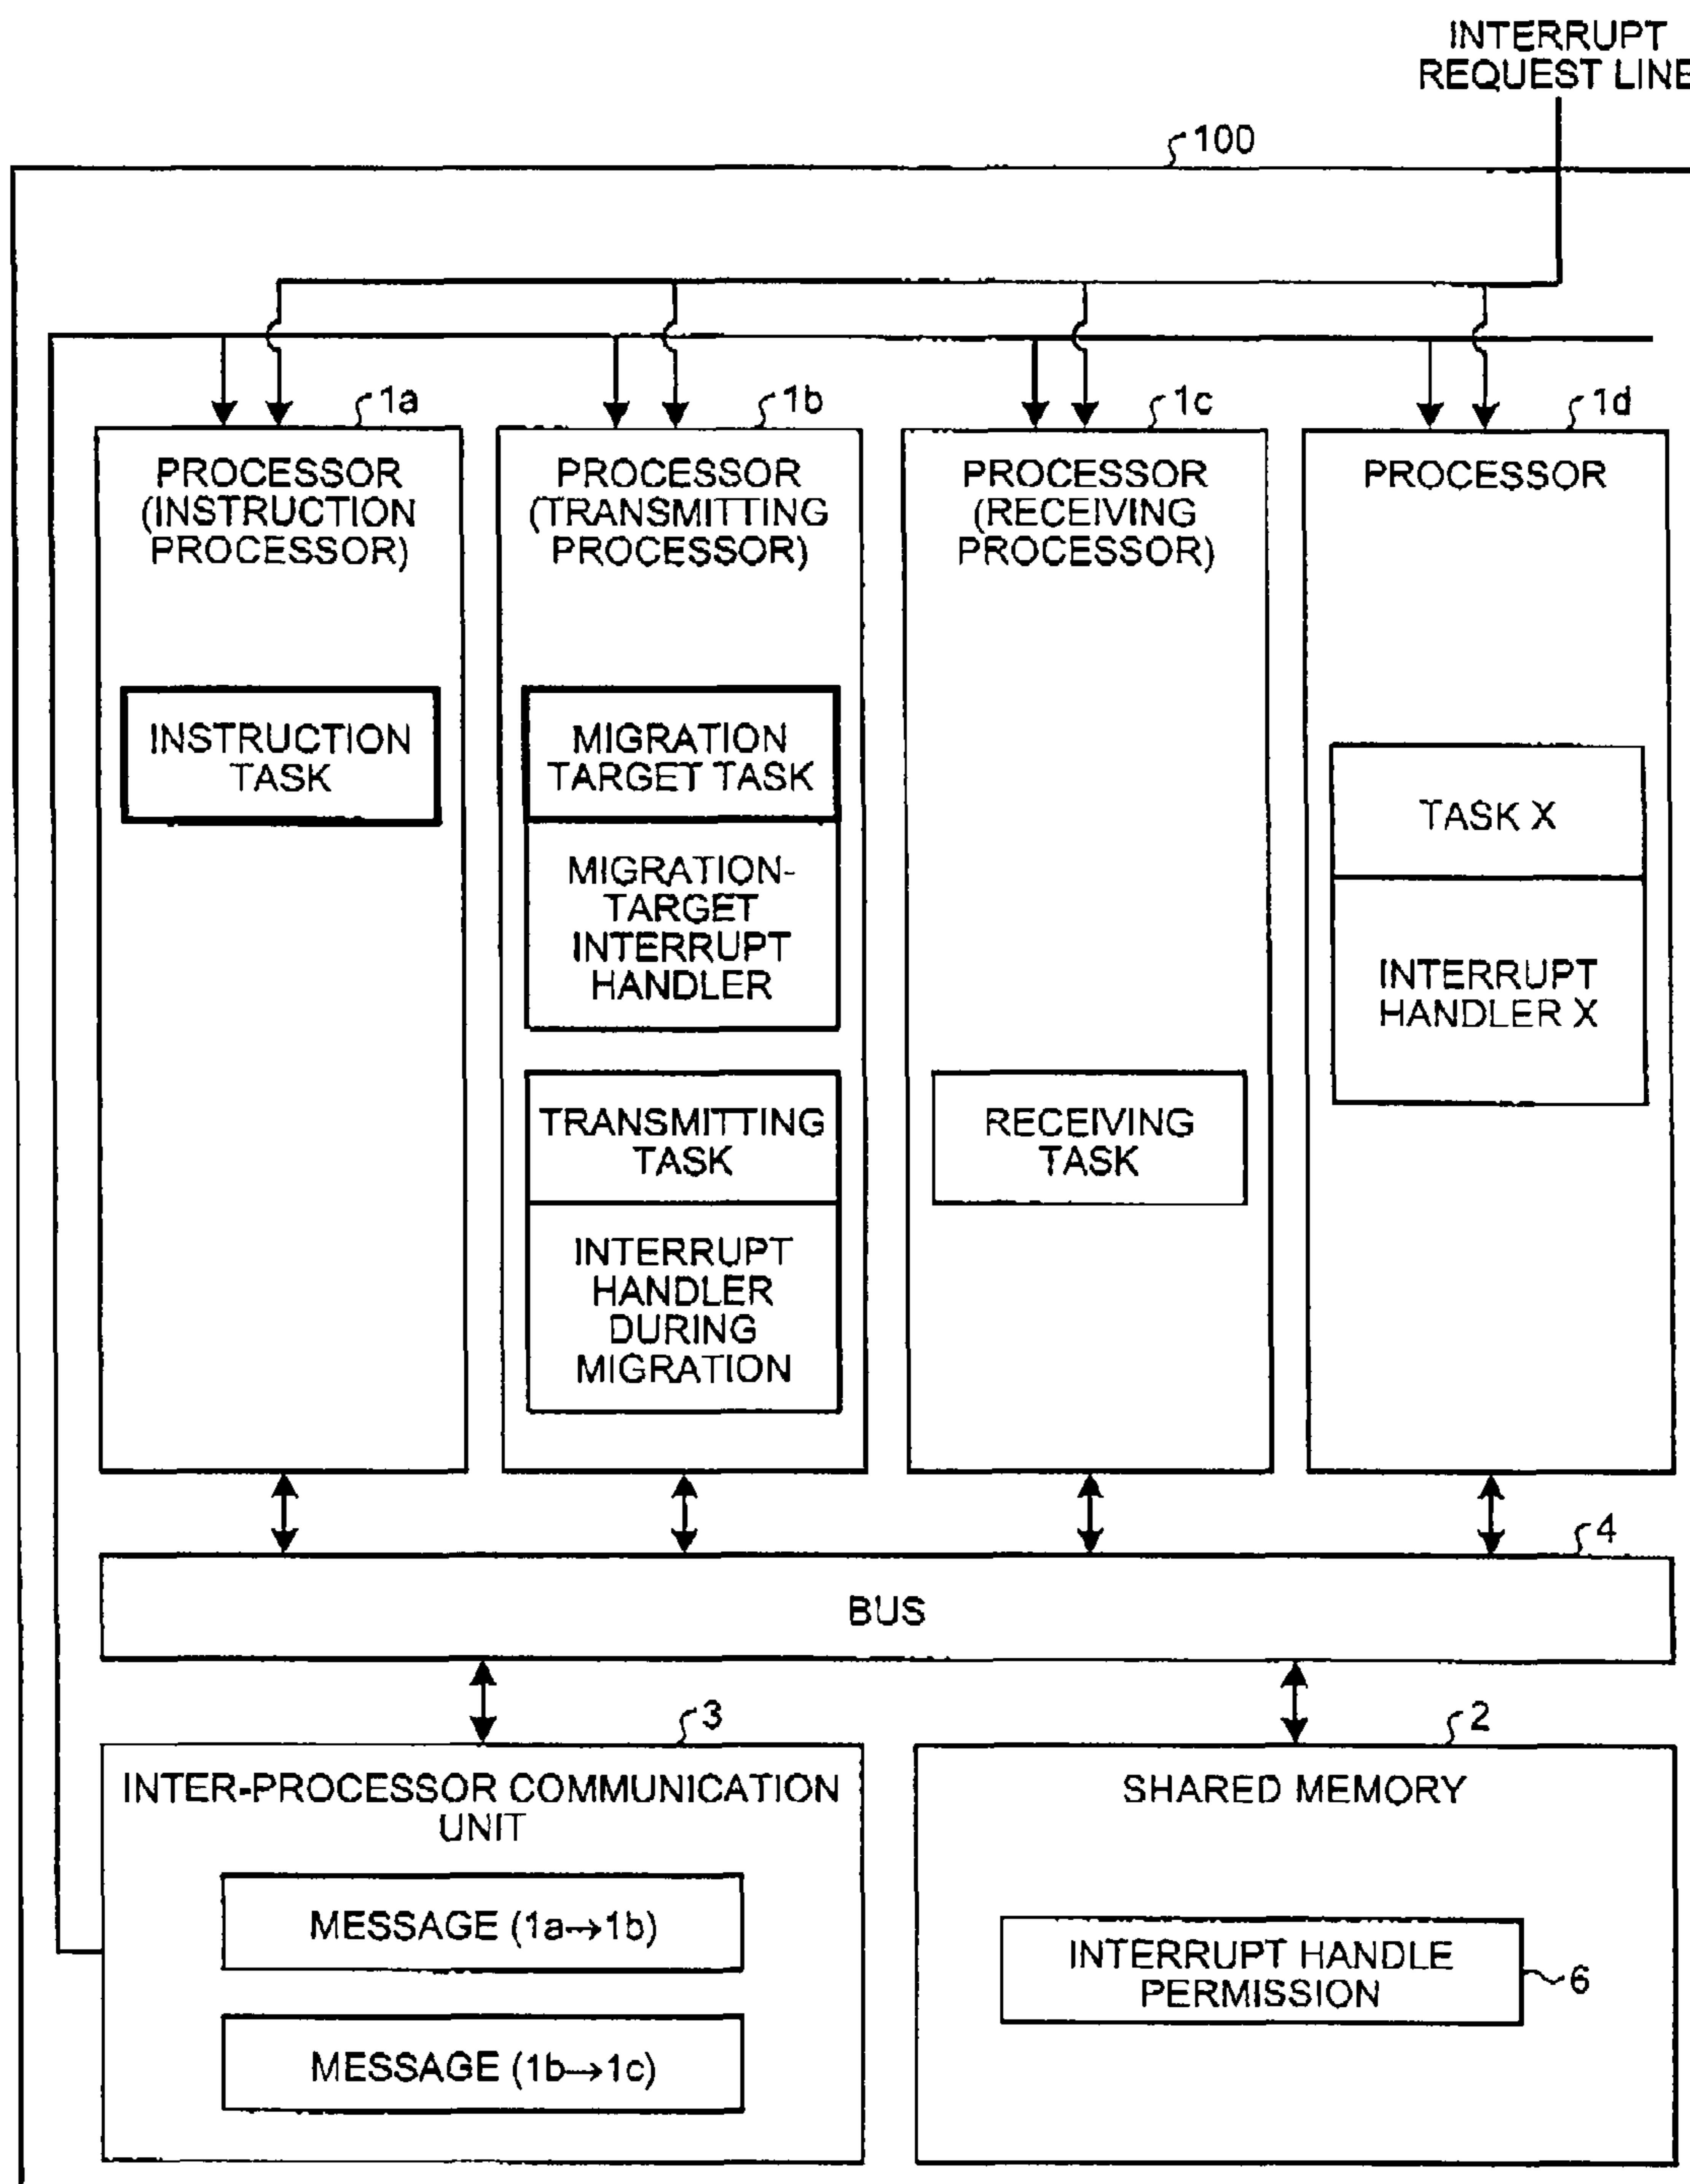 INTERRUPT
REQUEST LINE
100
1a
1b
1c
1d
PROCESSOR
(INSTRUCTION
PROCESSOR)
PROCESSOR
(TRANSMITTING
PROCESSOR)
PROCESSOR
(RECEIVING
PROCESSOR)
PROCESSOR
INSTRUCTION
TASK
MIGRATION
TARGET TASK
MIGRATION-
TARGET
INTERRUPT
HANDLER
TASK X
INTERRUPT
HANDLER X
TRANSMITTING
TASK
INTERRUPT
HANDLER
DURING
MIGRATION
RECEIVING
TASK
4
BUS
3
2
INTER-PROCESSOR COMMUNICATION
UNIT
MESSAGE (1a→1b)
MESSAGE (1b→1c)
SHARED MEMORY
INTERRUPT HANDLE
PERMISSION
6